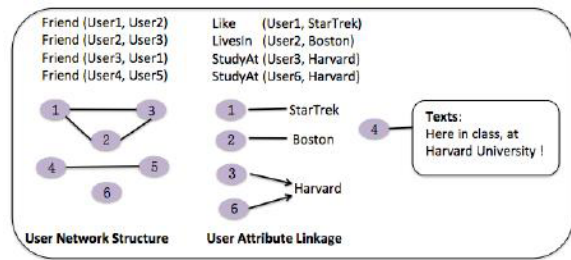 Friend (User1, User2)
Friend (User2, User3)
Friend (User3, User1)
Friend (User4, User5)
Like (User1, StarTrek)
LivesIn (User2, Boston)
StudyAt (User3, Harvard)
StudyAt (User6, Harvard)
1
3
2
4
5
6
User Network Structure
1
StarTrek
2
Boston
3
Harvard
6
User Attribute Linkage
4
Texts:
Here in class, at
Harvard University !